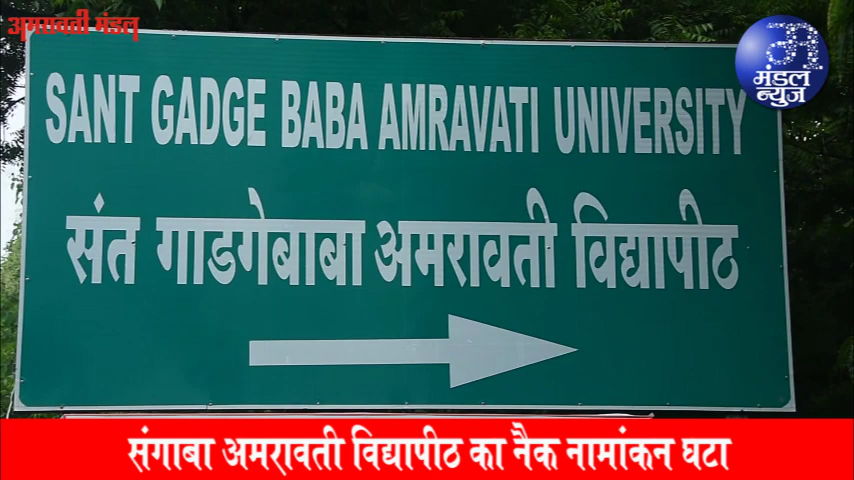 अमरावती मंडल
मं
मंडल
न्युज
SANT GADGE BABA AMRAVATI UNIVERSITY
संत गाडगेबाबा अमरावती विद्यापीठ
संगाबा अमरावती विद्यापीठ का नैक नामांकन घटा